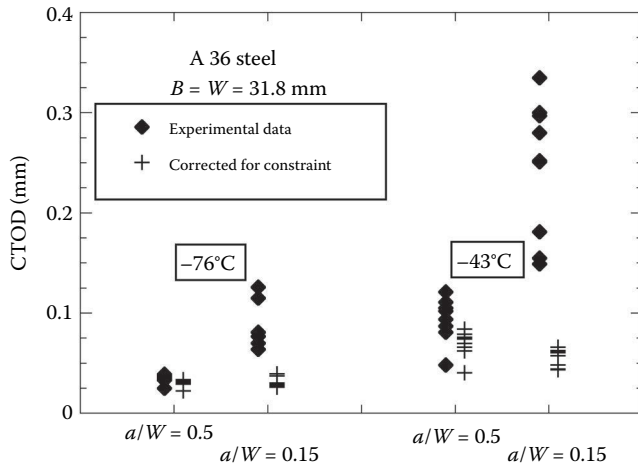 0.4
A 36 steel
B = W = 31.8 mm
Experimental data
Corrected for constraint
0.3
CTOD (mm)
0.2
–76°C
–43°C
0.1
0
a/W = 0.5
a/W = 0.15
a/W = 0.5
a/W = 0.15